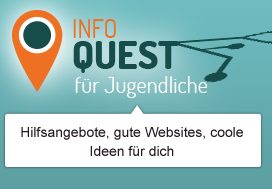 INFO
QUEST
für Jugendliche
Hilfsangebote, gute Websites, coole
Ideen für dich